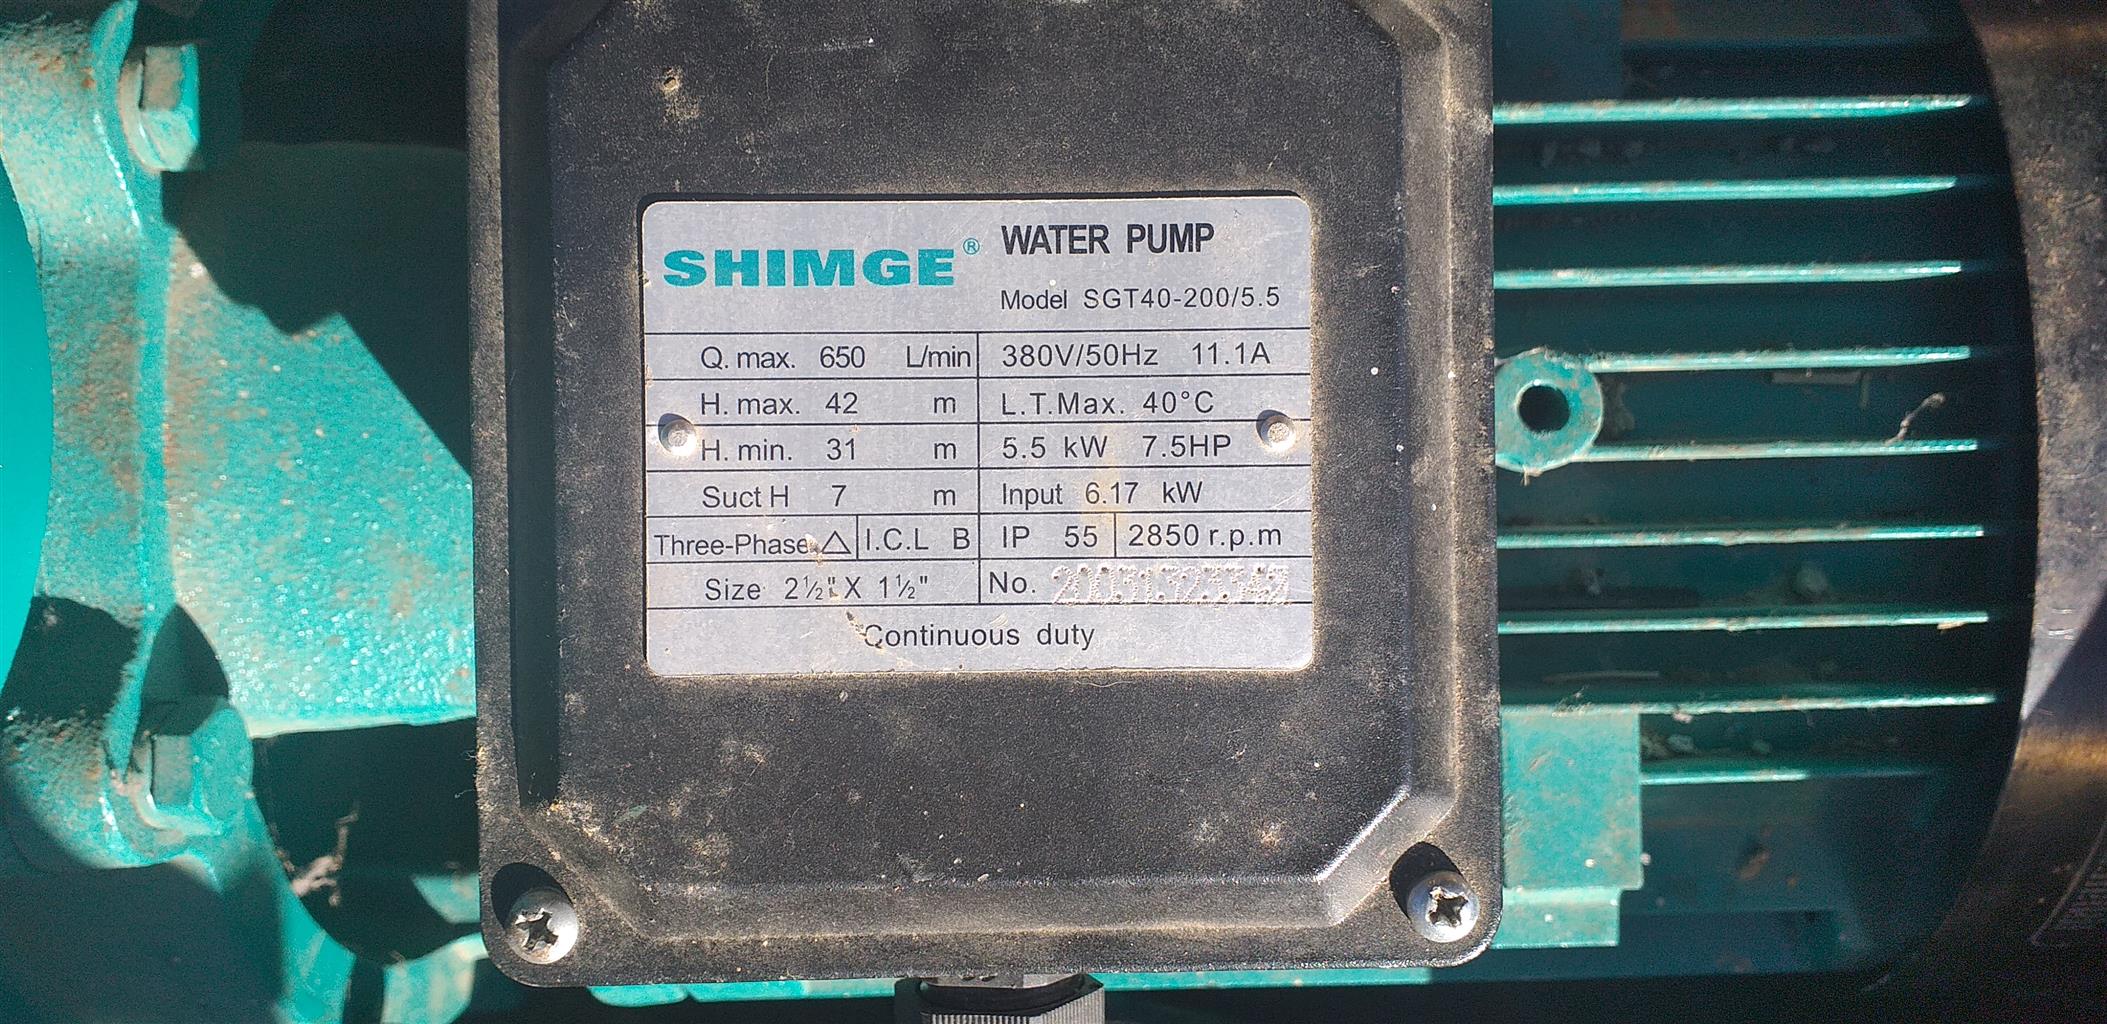 SHIMGE® WATER PUMP
Model SGT40-200/5.5
Q. max. 650 L/min 380V/50Hz 11.1A
H. max. 42 m L.T.Max. 40°C
H. min. 31 m 5.5 kW 7.5HP
Suct H 7 m Input 6.17 kW
Three-Phase △ I.C.L B IP 55 2850 r.p.m
Size 2½" X 1½" No.
Continuous duty